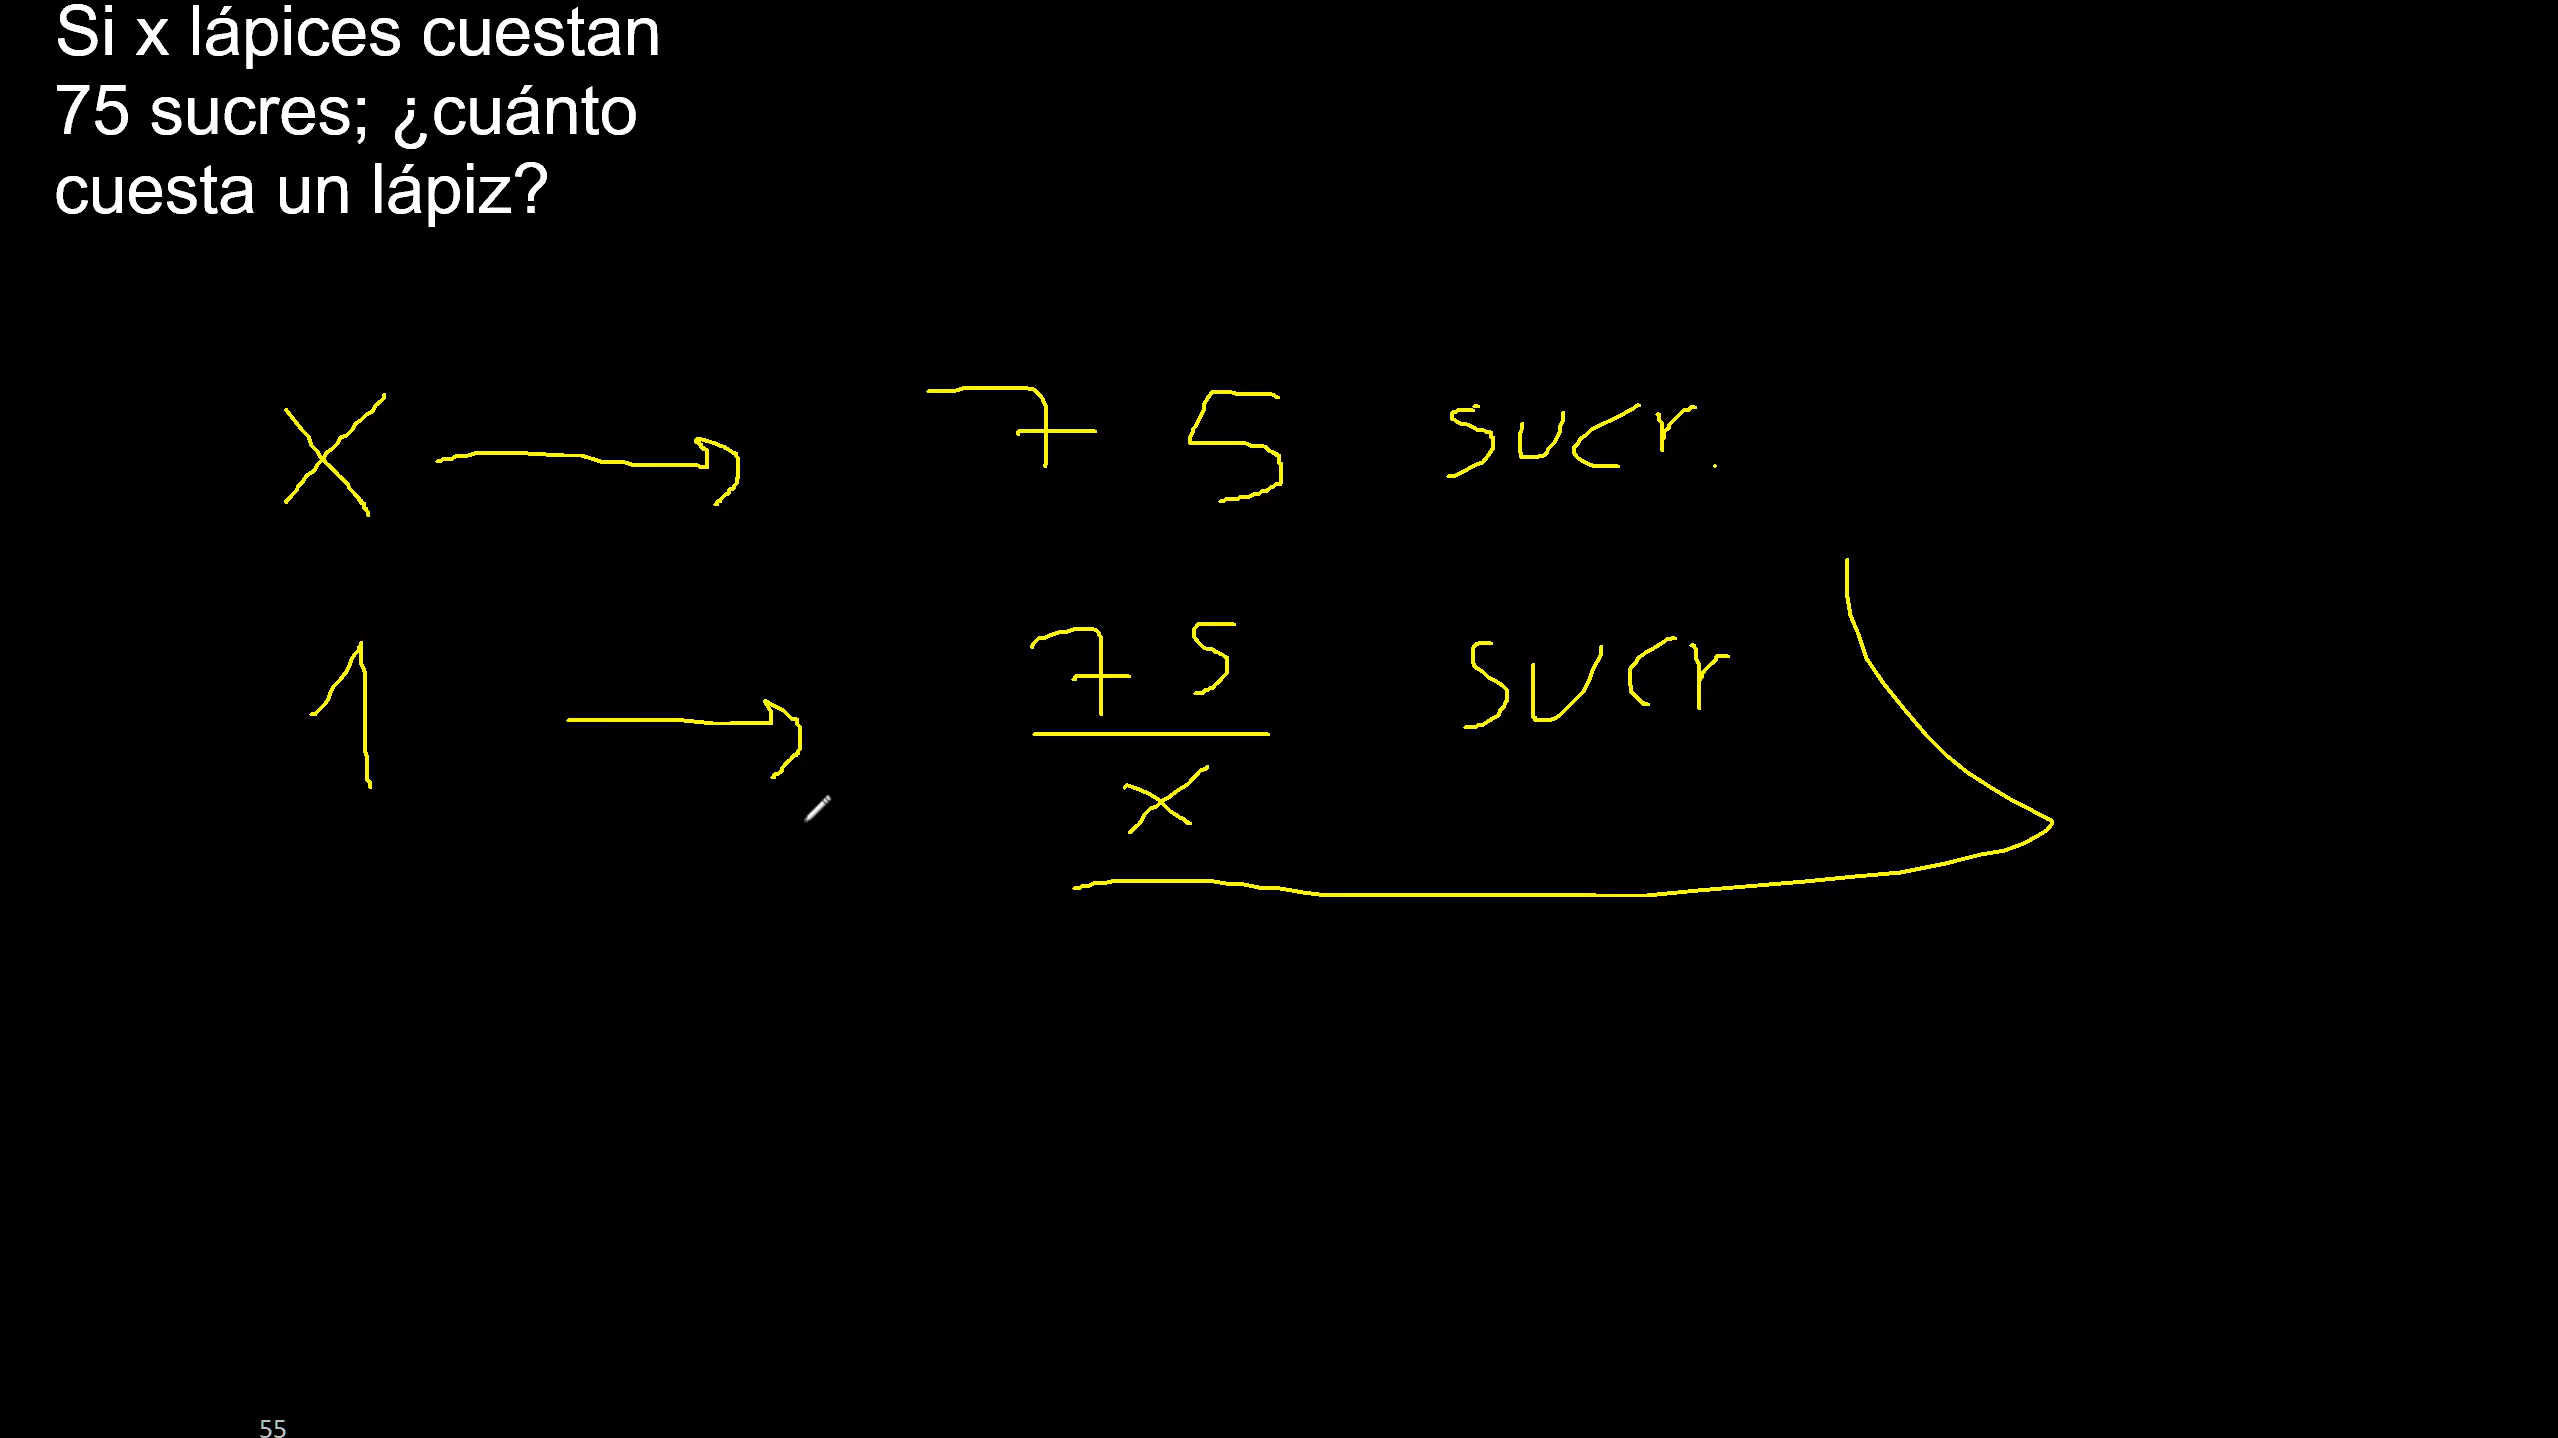 Si x lápices cuestan
75 sucres; ¿cuánto
cuesta un lápiz?
x → 75 sucr.
1 → 75/x sucr
55